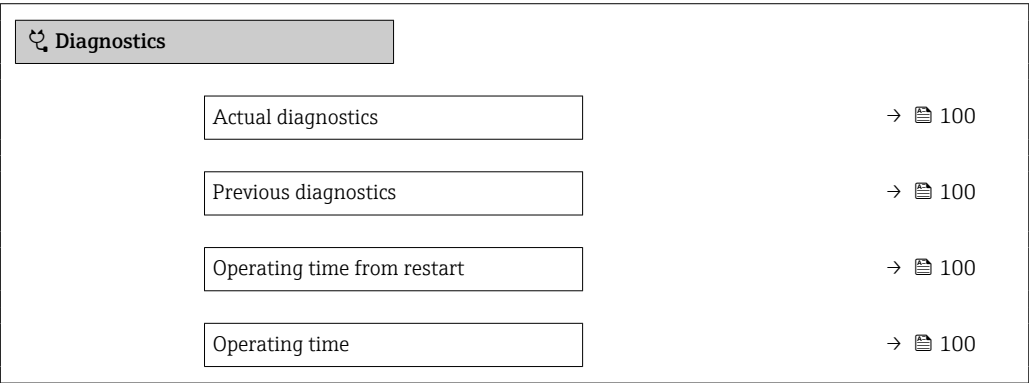 Diagnostics
Actual diagnostics → 100
Previous diagnostics → 100
Operating time from restart → 100
Operating time → 100